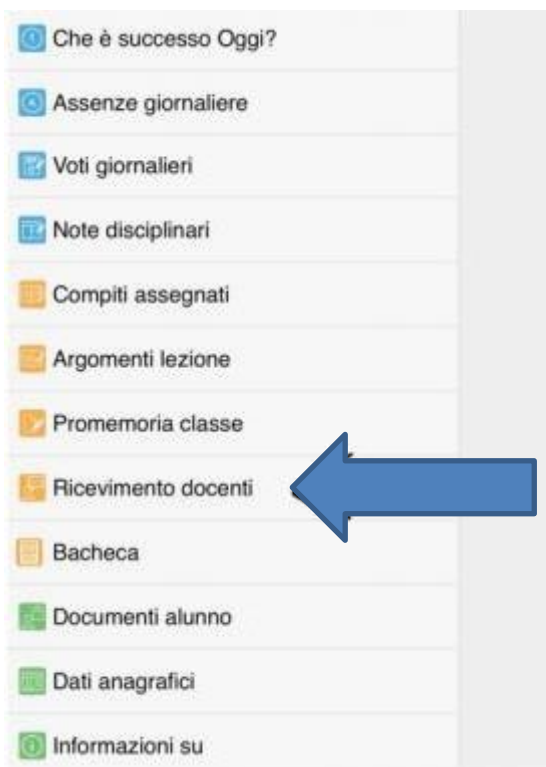 Che è successo Oggi?
Assenze giornaliere
Voti giornalieri
Note disciplinari
Compiti assegnati
Argomenti lezione
Promemoria classe
Ricevimento docenti
Bacheca
Documenti alunno
Dati anagrafici
Informazioni su